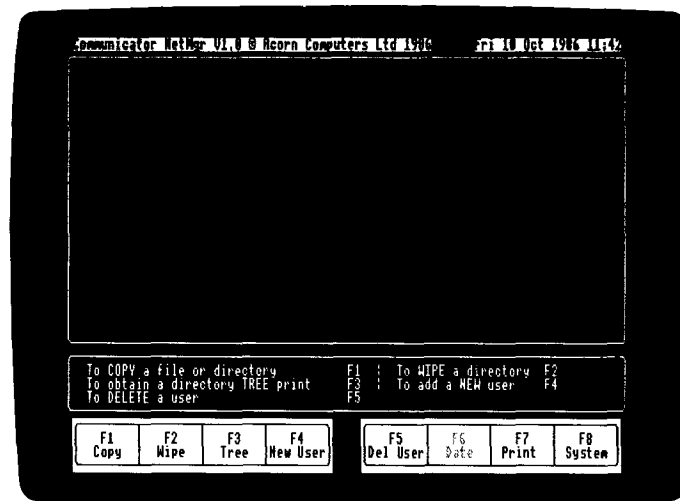 Communicator NetMgr V1.0 © Acorn Computers Ltd 1986 Fri 10 Oct 1986 11:42
To COPY a file or directory F1 ¦ To WIPE a directory F2
To obtain a directory TREE print F3 ¦ To add a NEW user F4
To DELETE a user F5
F1 F2 F3 F4 F5 F6 F7 F8
Copy Wipe Tree New User Del User Date Print System